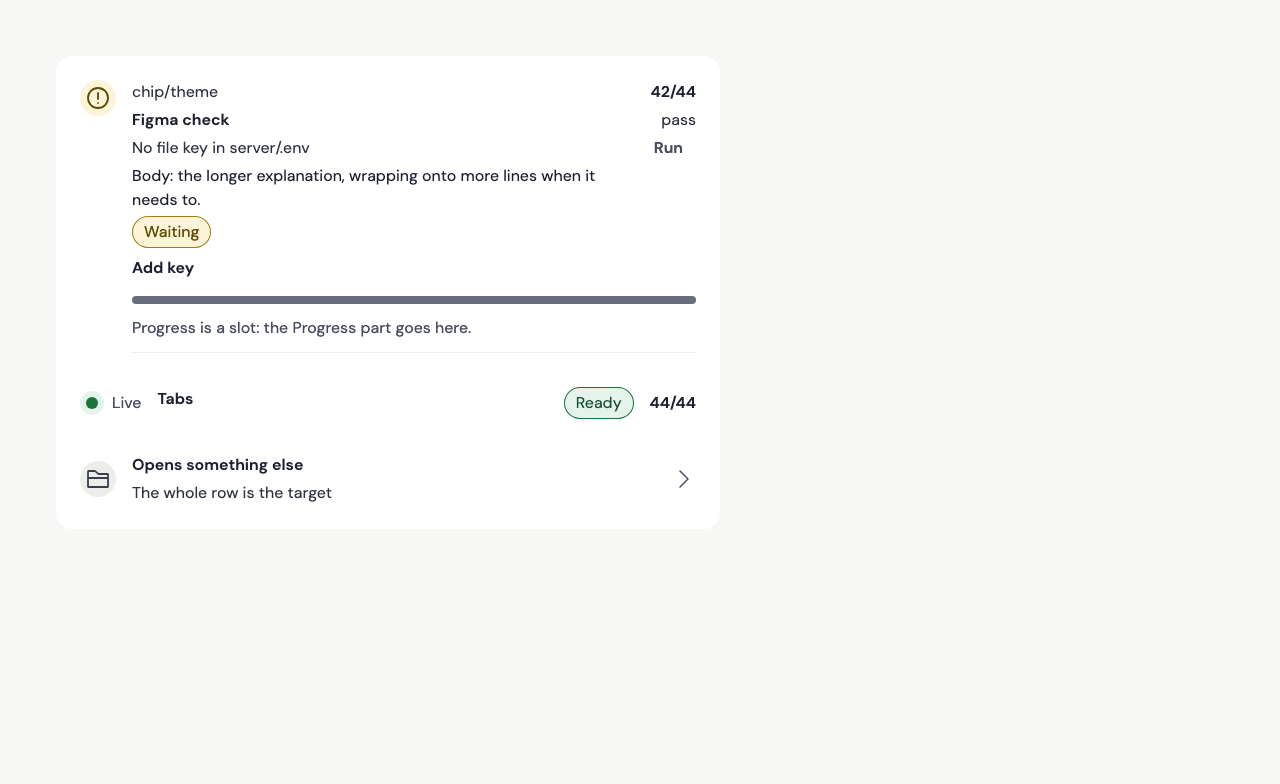 chip/theme 42/44
Figma check pass
No file key in server/.env Run
Body: the longer explanation, wrapping onto more lines when it
needs to.
Waiting
Add key
Progress is a slot: the Progress part goes here.
Live Tabs Ready 44/44
Opens something else
The whole row is the target